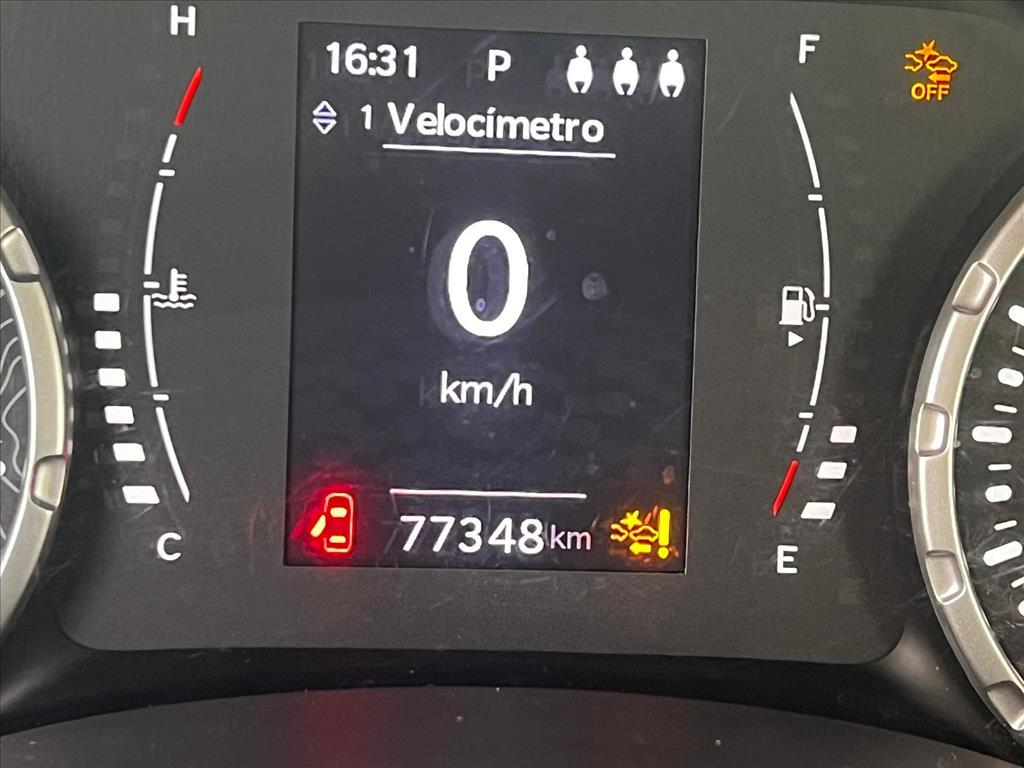 H
16:31 P
F
OFF
1 Velocímetro
0
km/h
77348 km
C
E